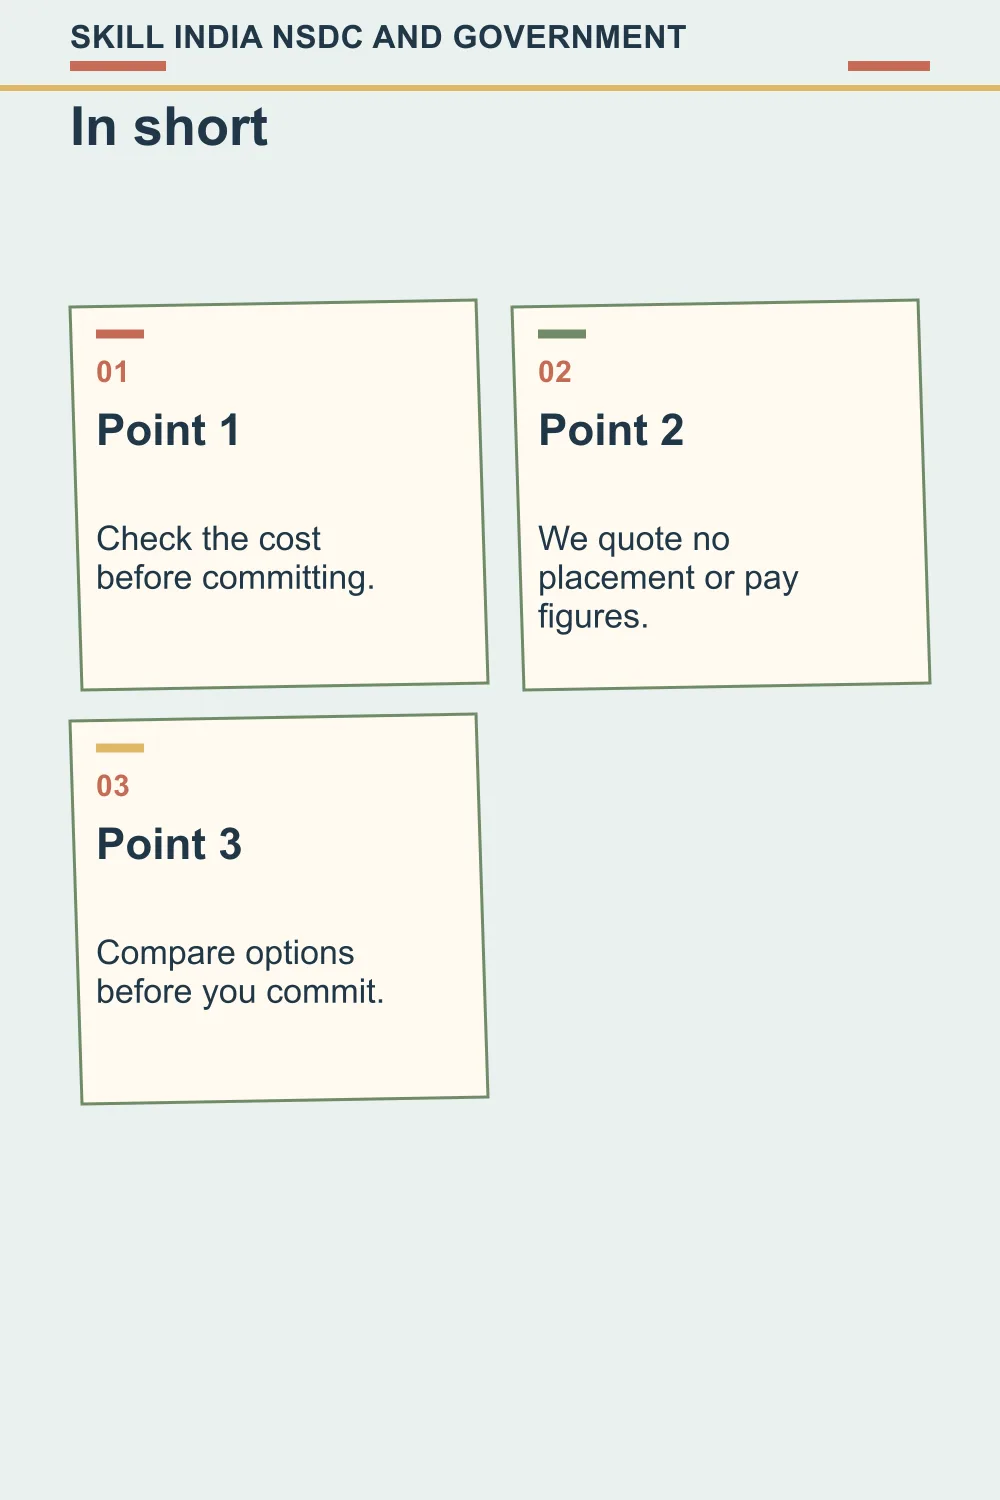 SKILL INDIA NSDC AND GOVERNMENT
In short
01
Point 1
Check the cost
before committing.
02
Point 2
We quote no
placement or pay
figures.
03
Point 3
Compare options
before you commit.